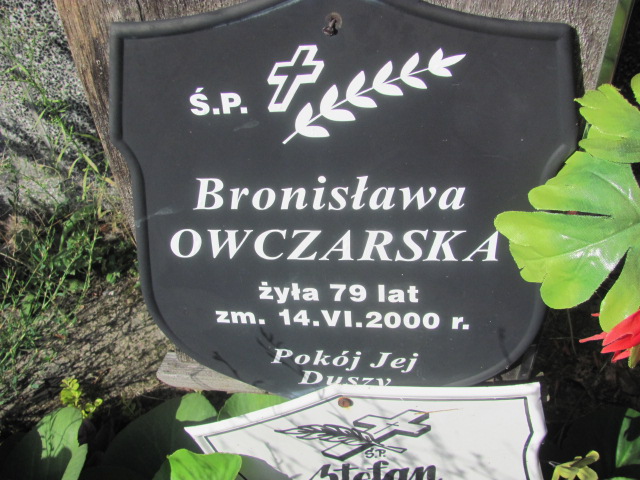 Ś.P.
Bronisława
OWCZARSKA
żyła 79 lat
zm. 14.VI.2000 r.
Pokój Jej
Duszy
Ś.P.
Stefan